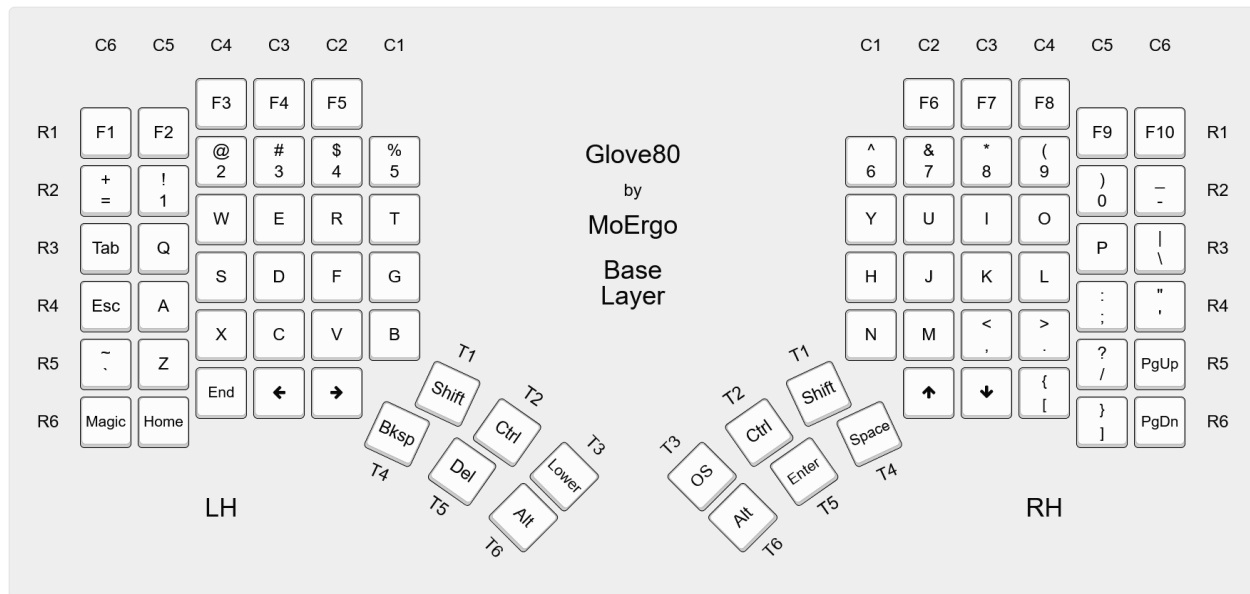 C6 C5 C4 C3 C2 C1 C1 C2 C3 C4 C5 C6
F3 F4 F5 F6 F7 F8
R1 F1 F2 F9 F10 R1
@ # $ % ^ & * (
2 3 4 5 6 7 8 9
R2 + ! ) _ R2
= 1 0 -
W E R T Y U I O
R3 Tab Q P | R3
\
S D F G H J K L
R4 Esc A : " R4
; '
X C V B N M < >
, .
R5 ~ Z ? PgUp R5
` /
End ← → ↑ ↓ {
[
R6 Magic Home } PgDn R6
]
Glove80
by
MoErgo
Base
Layer
T1 T1
Shift Shift
T2 T2
Bksp Ctrl Ctrl Space
T4 T3 T3 T4
Del Lower OS Enter
T5 T5
Alt Alt
T6 T6
LH RH